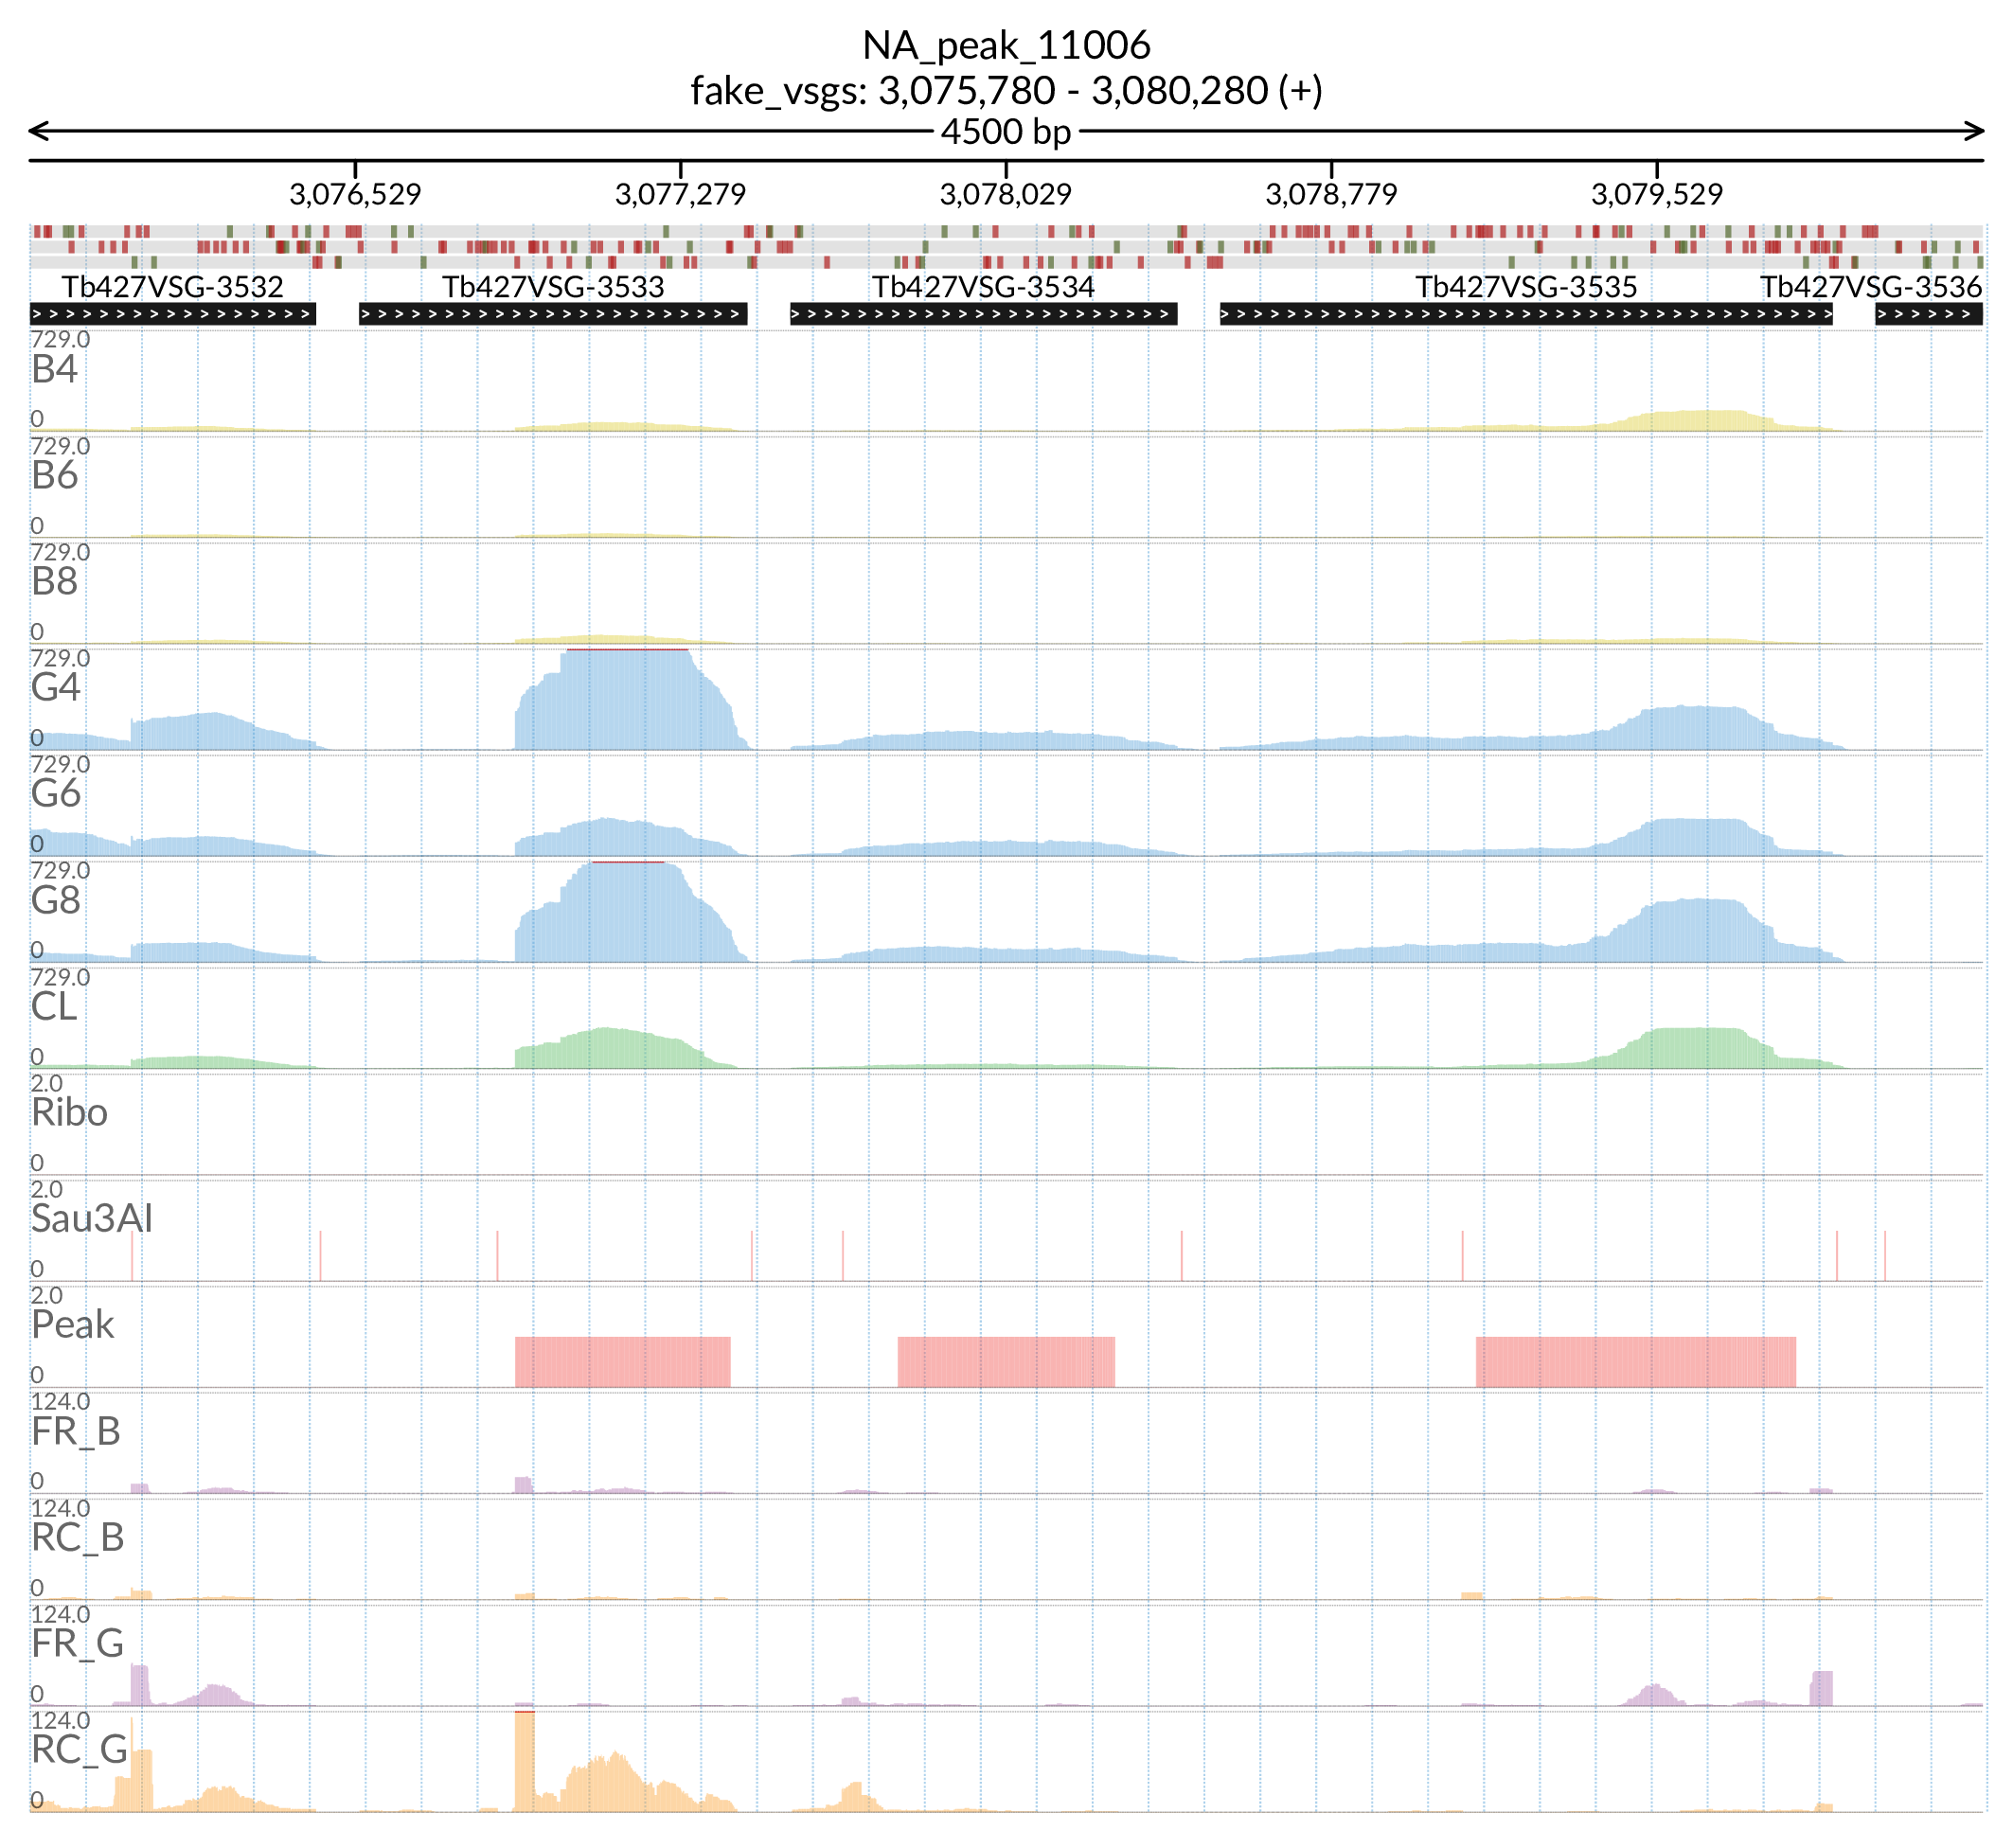 NA_peak_11006
fake_vsgs: 3,075,780 - 3,080,280 (+)
4500 bp
3,076,529 3,077,279 3,078,029 3,078,779 3,079,529
Tb427VSG-3532 Tb427VSG-3533 Tb427VSG-3534 Tb427VSG-3535 Tb427VSG-3536
729.0
B4
0
729.0
B6
0
729.0
B8
0
729.0
G4
0
729.0
G6
0
729.0
G8
0
729.0
CL
0
2.0
Ribo
0
2.0
Sau3AI
0
2.0
Peak
0
124.0
FR_B
0
124.0
RC_B
0
124.0
FR_G
0
124.0
RC_G
0